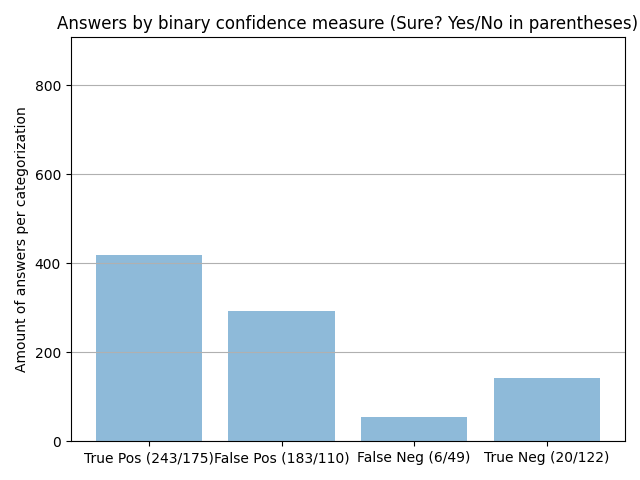 Answers by binary confidence measure (Sure? Yes/No in parentheses)
Amount of answers per categorization
800
600
400
200
0
True Pos (243/175) False Pos (183/110) False Neg (6/49) True Neg (20/122)